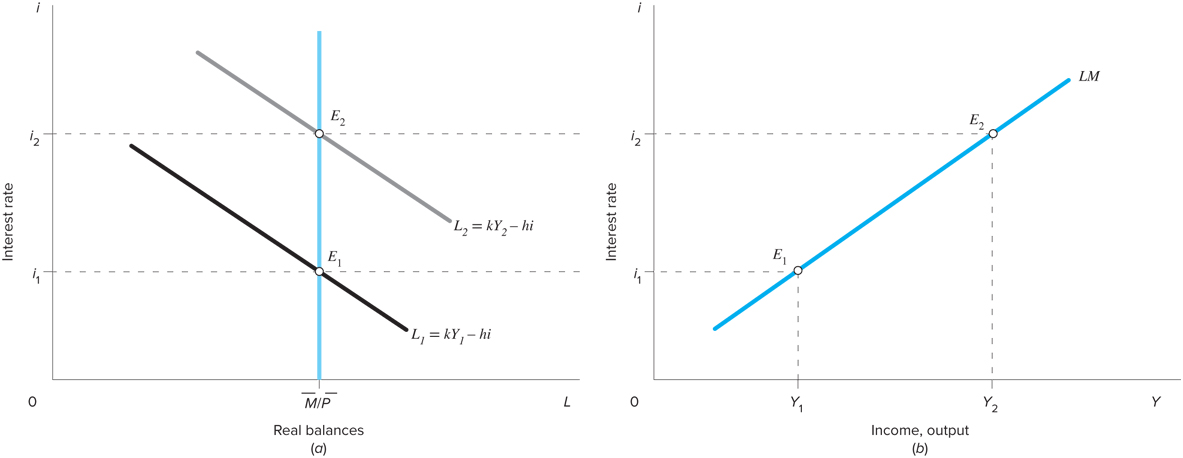 i
Interest rate
i2
i1
E2
L2 = kY2 – hi
E1
L1 = kY1 – hi
0
M̅/P̅
L
Real balances
(a)
i
Interest rate
i2
i1
LM
E2
E1
0
Y1
Y2
Y
Income, output
(b)